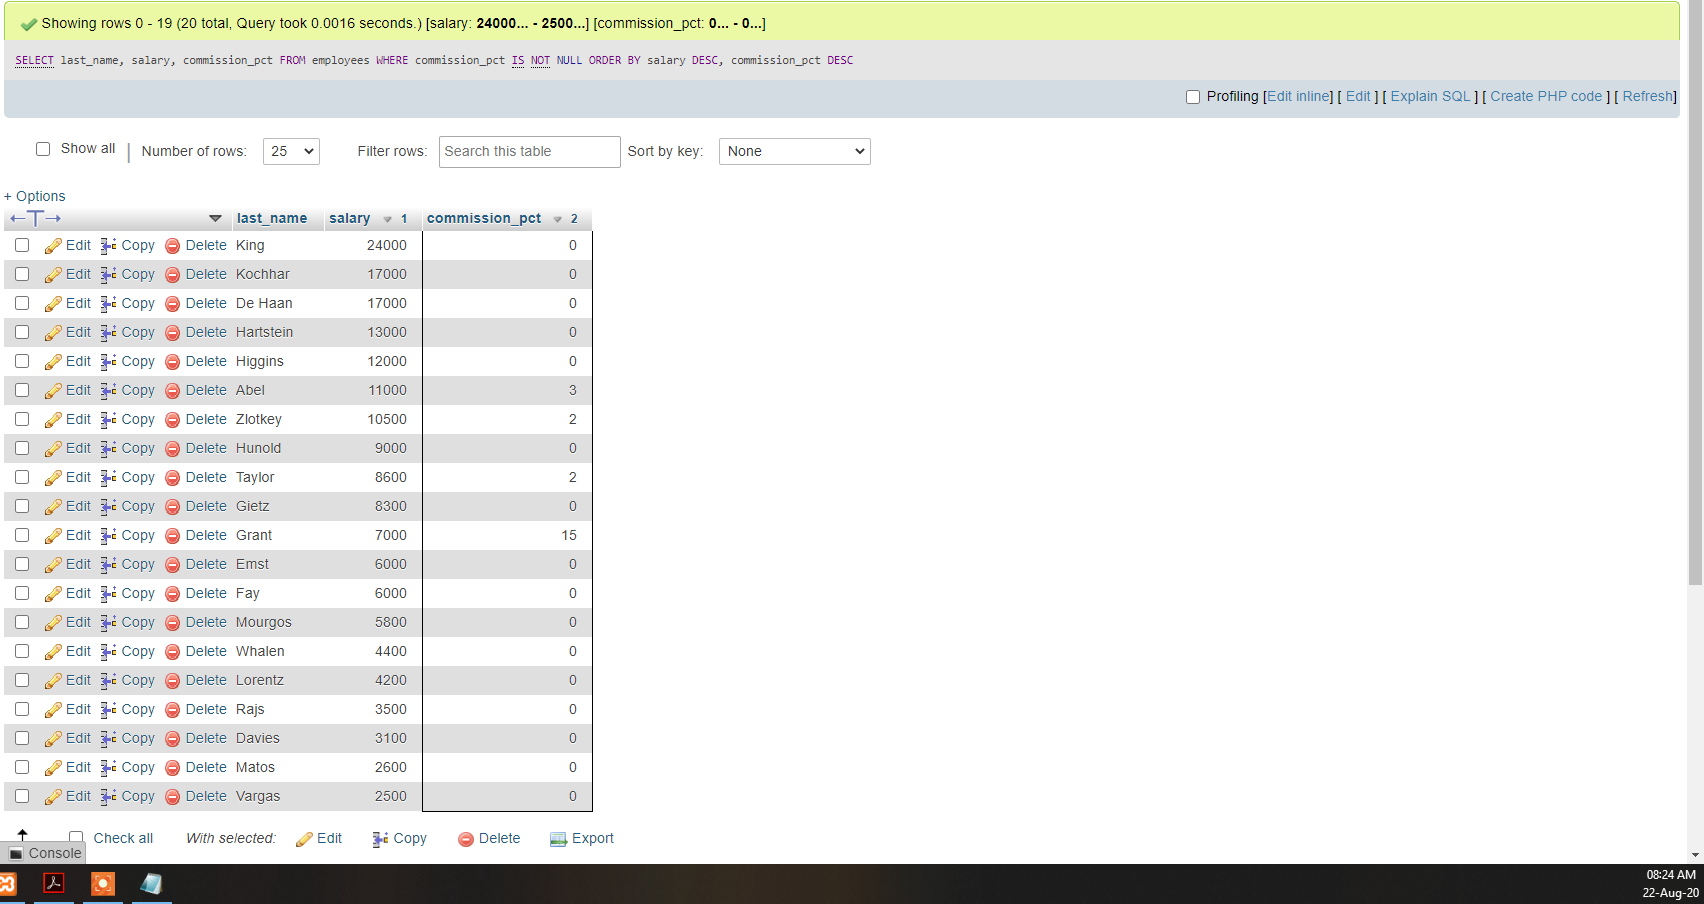 Showing rows 0 - 19 (20 total, Query took 0.0016 seconds.) [salary: 24000... - 2500...] [commission_pct: 0... - 0...]
SELECT last_name, salary, commission_pct FROM employees WHERE commission_pct IS NOT NULL ORDER BY salary DESC, commission_pct DESC
Profiling [Edit inline] [ Edit ] [ Explain SQL ] [ Create PHP code ] [ Refresh]
Show all | Number of rows: 25 Filter rows: Search this table Sort by key: None
+ Options
←T→ last_name salary 1 commission_pct 2
Edit Copy Delete King 24000 0
Edit Copy Delete Kochhar 17000 0
Edit Copy Delete De Haan 17000 0
Edit Copy Delete Hartstein 13000 0
Edit Copy Delete Higgins 12000 0
Edit Copy Delete Abel 11000 3
Edit Copy Delete Zlotkey 10500 2
Edit Copy Delete Hunold 9000 0
Edit Copy Delete Taylor 8600 2
Edit Copy Delete Gietz 8300 0
Edit Copy Delete Grant 7000 15
Edit Copy Delete Emst 6000 0
Edit Copy Delete Fay 6000 0
Edit Copy Delete Mourgos 5800 0
Edit Copy Delete Whalen 4400 0
Edit Copy Delete Lorentz 4200 0
Edit Copy Delete Rajs 3500 0
Edit Copy Delete Davies 3100 0
Edit Copy Delete Matos 2600 0
Edit Copy Delete Vargas 2500 0
Check all With selected: Edit Copy Delete Export
Console
08:24 AM
22-Aug-20